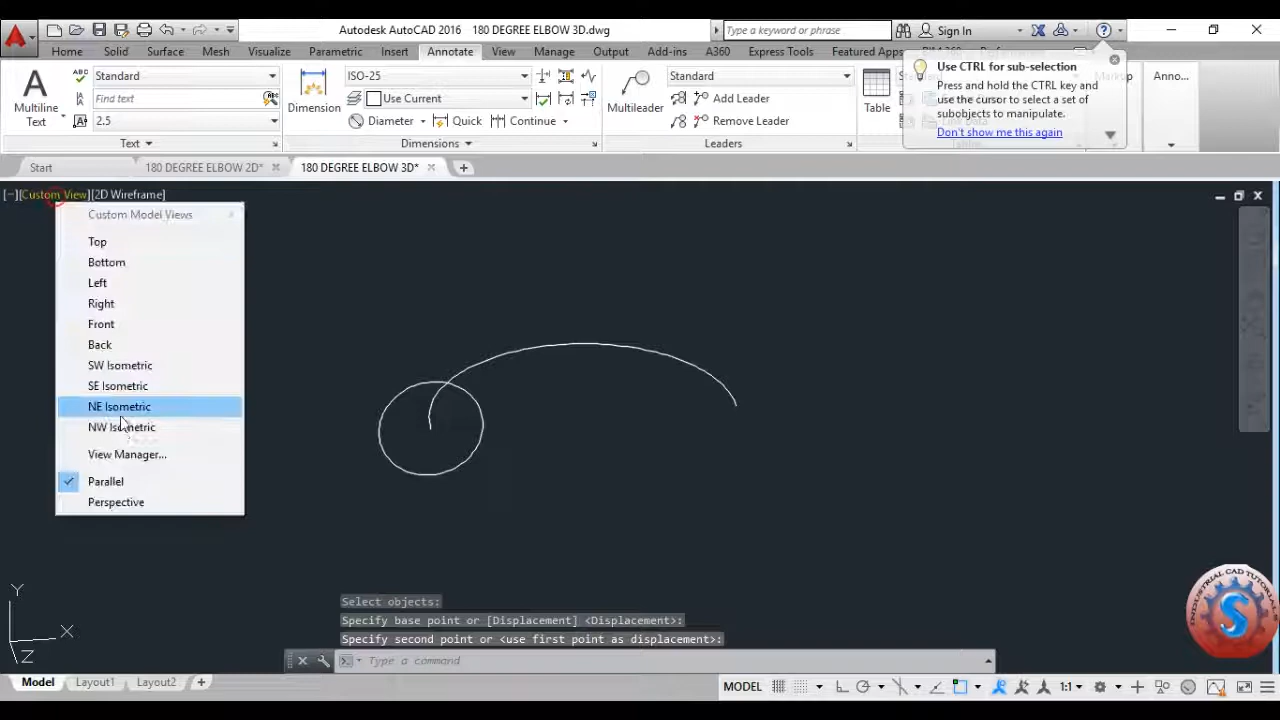 Autodesk AutoCAD 2016   180 DEGREE ELBOW 3D.dwg
Type a keyword or phrase
Sign In
Home Solid Surface Mesh Visualize Parametric Insert Annotate View Manage Output Add-ins A360 Express Tools Featured Apps
Use CTRL for sub-selection
Press and hold the CTRL key and
use the cursor to select a set of
subobjects to manipulate.
Don't show me this again
A
Multiline
Text
Standard
Find text
2.5
Text
Dimension
ISO-25
Use Current
Diameter
Quick
Continue
Dimensions
Multileader
Standard
Add Leader
Remove Leader
Leaders
Table
Markup
Anno...
Start
180 DEGREE ELBOW 2D*
180 DEGREE ELBOW 3D*
[−][Custom View][2D Wireframe]
Custom Model Views
Top
Bottom
Left
Right
Front
Back
SW Isometric
SE Isometric
NE Isometric
NW Isometric
View Manager...
Parallel
Perspective
Y
X
Z
Select objects:
Specify base point or [Displacement] <Displacement>:
Specify second point or <use first point as displacement>:
Type a command
INDUSTRIAL CAD TUTORIALS
S
Model Layout1 Layout2
MODEL
1:1